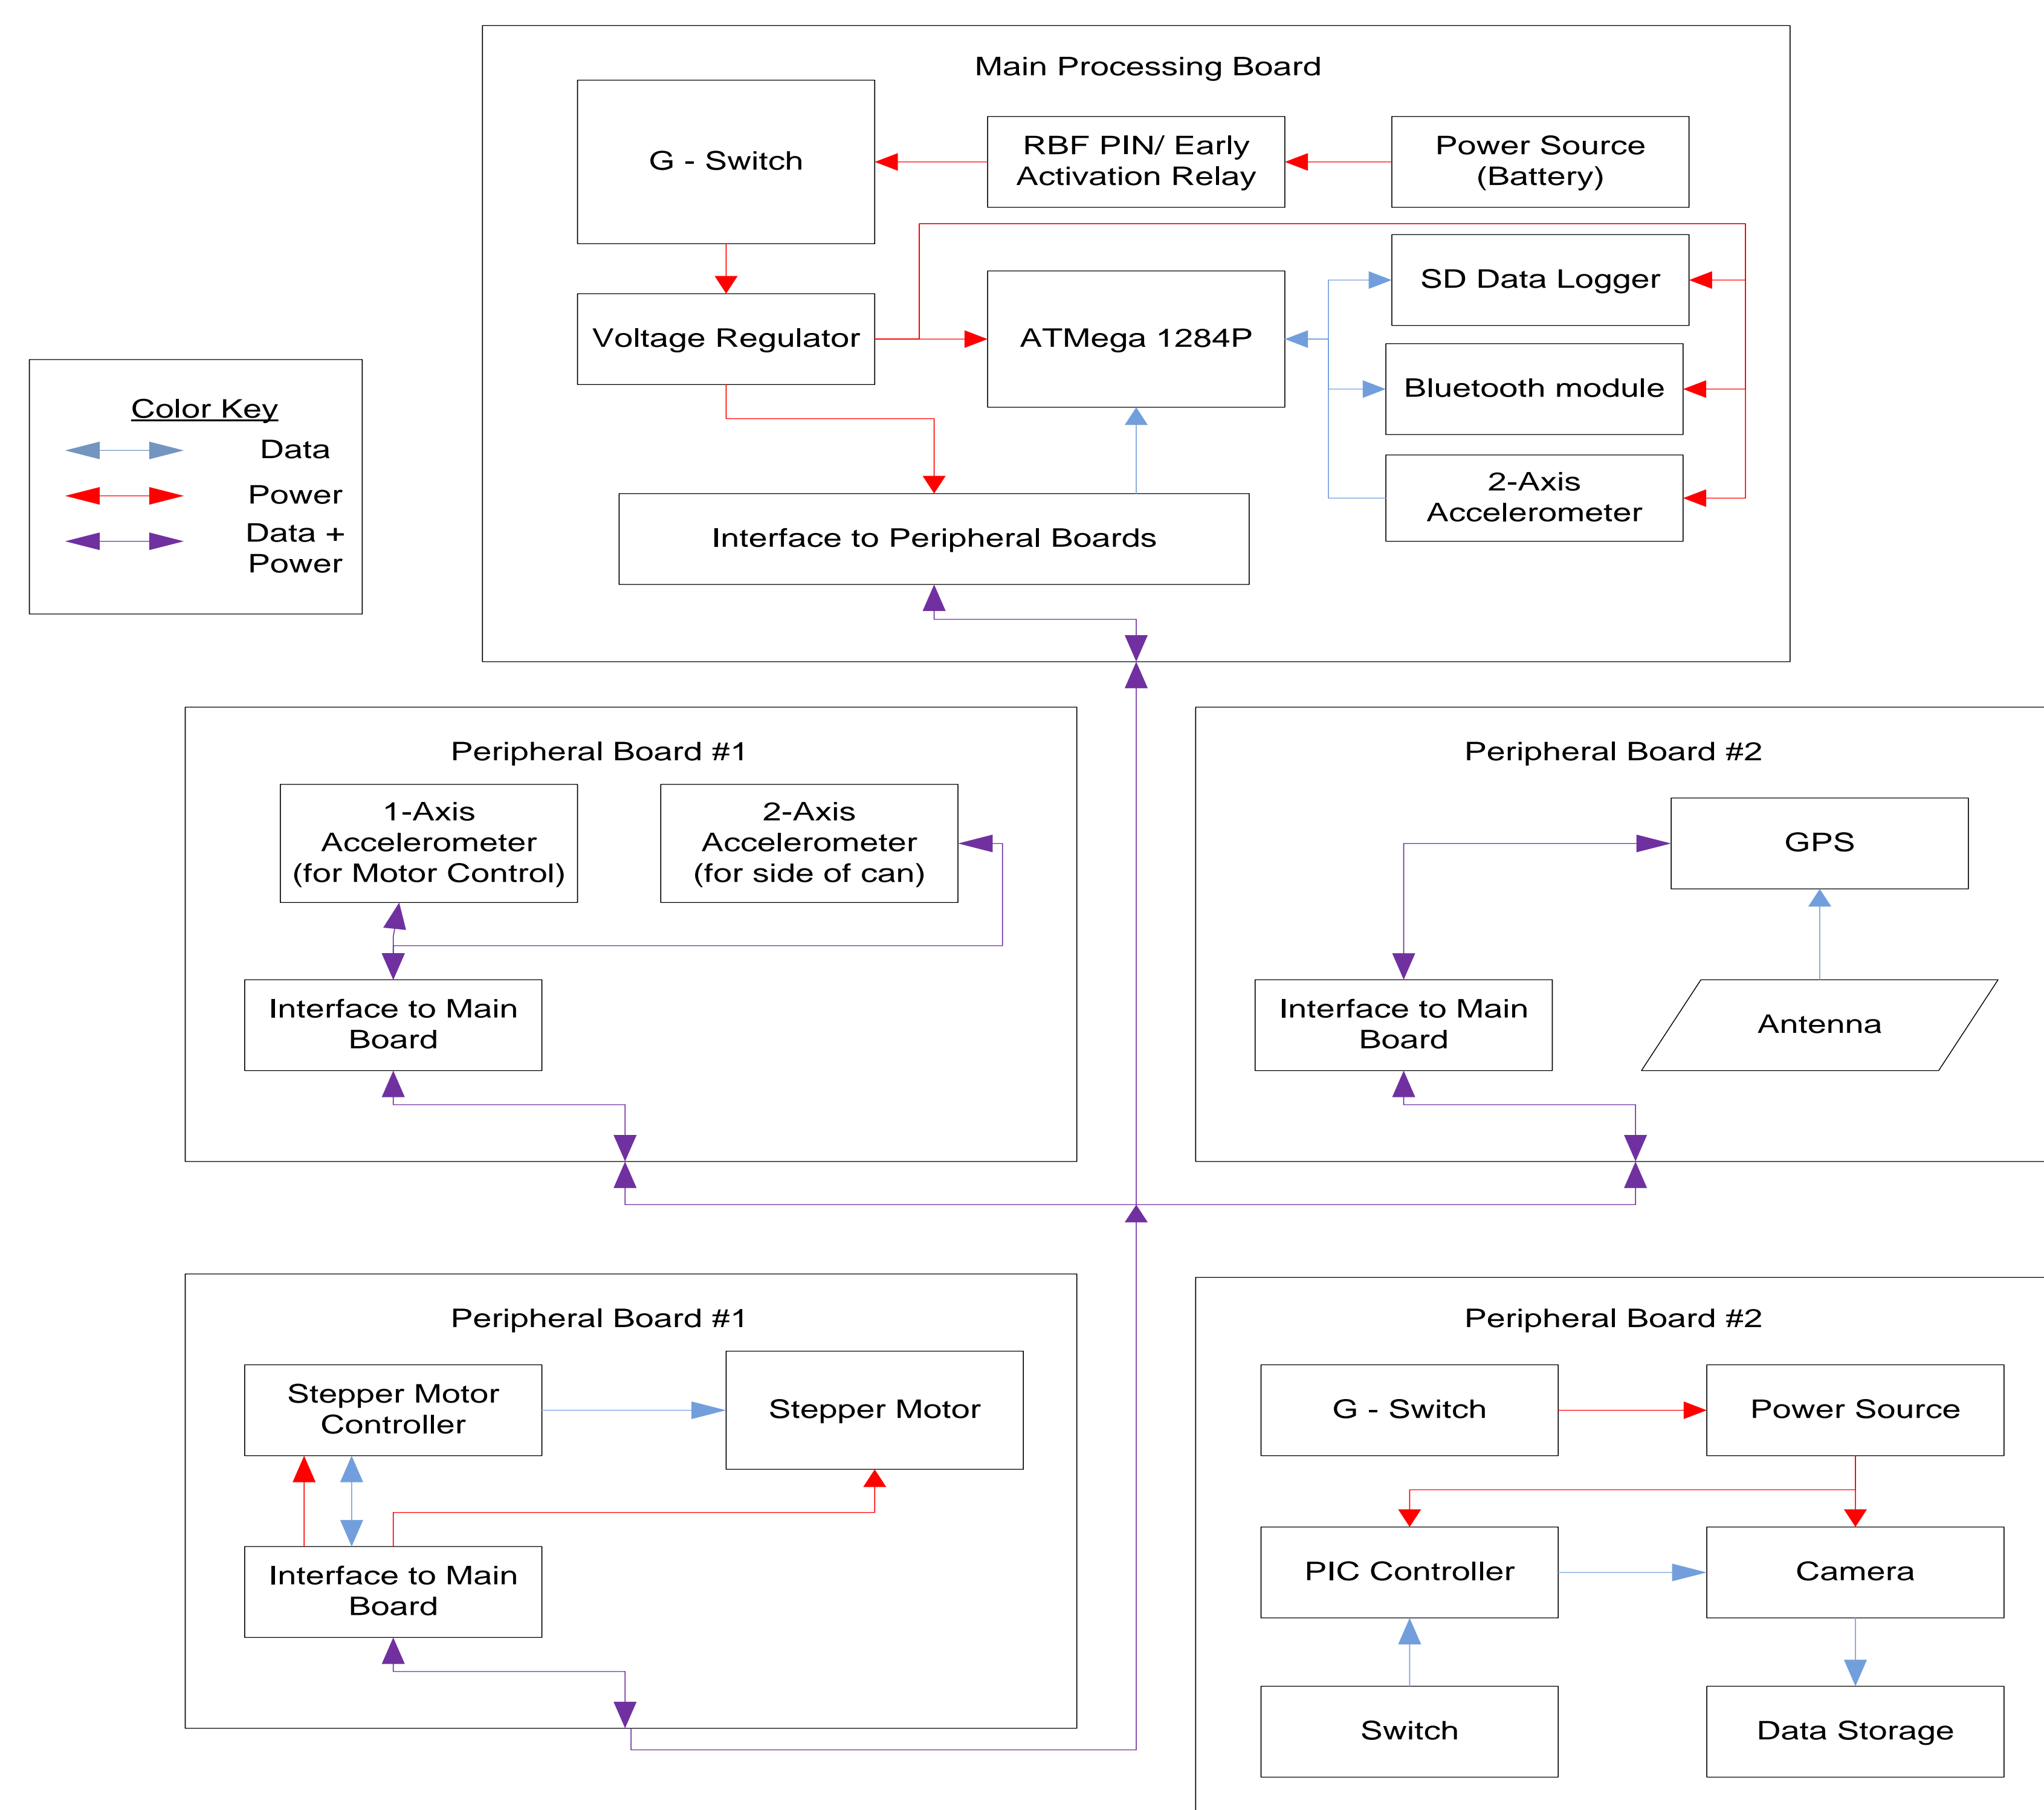 Main Processing Board
G - Switch
RBF PIN/ Early
Activation Relay
Power Source
(Battery)
Voltage Regulator
ATMega 1284P
SD Data Logger
Bluetooth module
2-Axis
Accelerometer
Interface to Peripheral Boards
Color Key
Data
Power
Data +
Power
Peripheral Board #1
1-Axis
Accelerometer
(for Motor Control)
2-Axis
Accelerometer
(for side of can)
Interface to Main
Board
Peripheral Board #2
GPS
Interface to Main
Board
Antenna
Peripheral Board #1
Stepper Motor
Controller
Stepper Motor
Interface to Main
Board
Peripheral Board #2
G - Switch
Power Source
PIC Controller
Camera
Switch
Data Storage